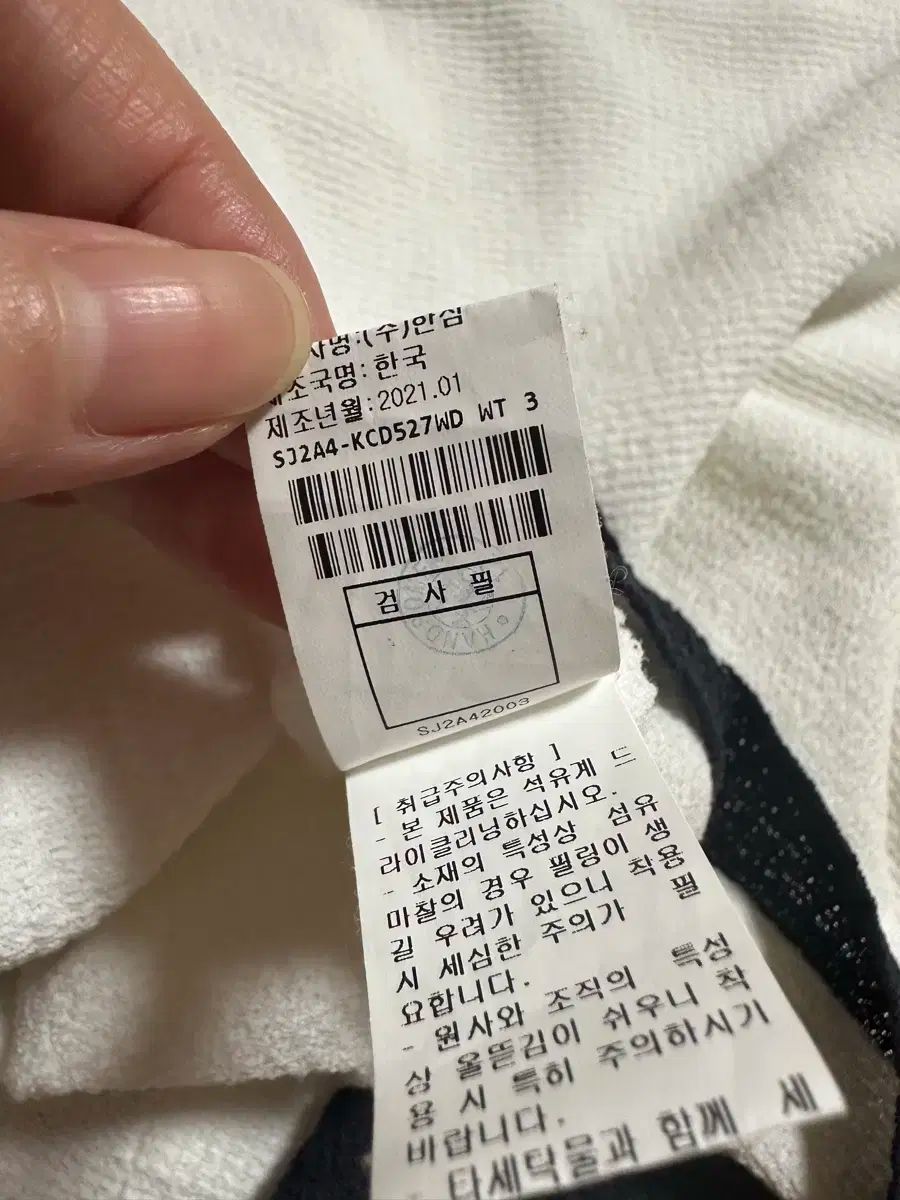 사명:(주)한섬
제조국명:한국
제조년월:2021.01
SJ2A4-KCD527WD WT 3
검 사 필
HANDS
SJ2A42003
[ 취급주의사항 ]
- 본 제품은 석유계 드
라이클리닝하십시오.
- 소재의 특성상 섬유
마찰의 경우 필링이 생
길 우려가 있으니 착용
시 세심한 주의가 필
요합니다.
- 원사와 조직의 특성
상 올뜯김이 쉬우니 착
용 시 특히 주의하시기
바랍니다.
- 타세탁물과 함께 세